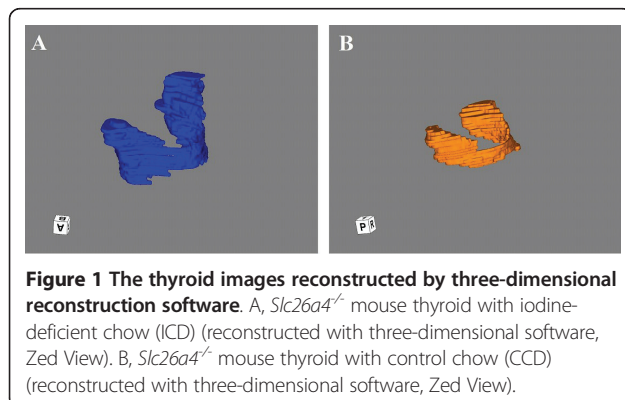 A
B
A
P R
Figure 1 The thyroid images reconstructed by three-dimensional
reconstruction software. A, Slc26a4-/- mouse thyroid with iodine-
deficient chow (ICD) (reconstructed with three-dimensional software,
Zed View). B, Slc26a4-/- mouse thyroid with control chow (CCD)
(reconstructed with three-dimensional software, Zed View).